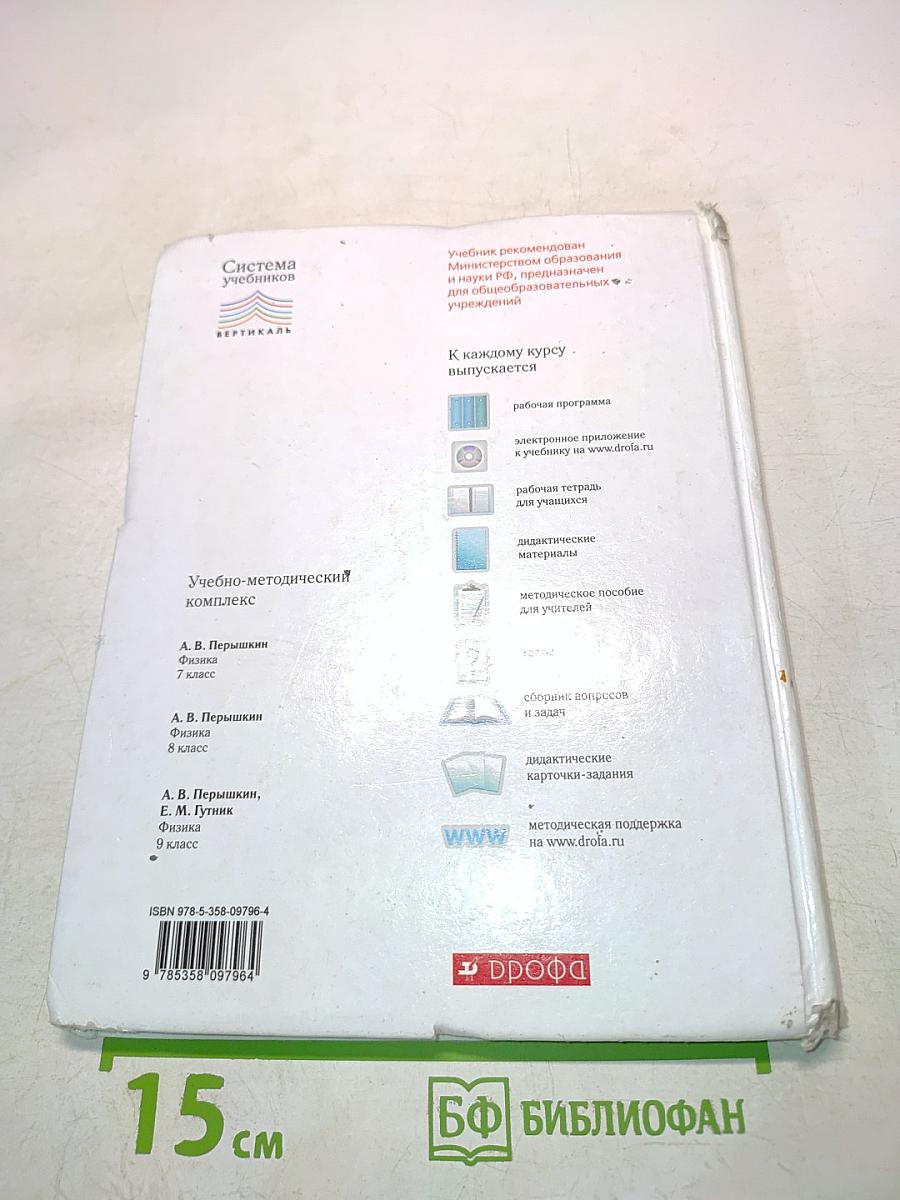 Система
учебников
ВЕРТИКАЛЬ
Учебник рекомендован
Министерством образования
и науки РФ, предназначен
для общеобразовательных
учреждений
К каждому курсу
выпускается
рабочая программа
электронное приложение
к учебнику на www.drofa.ru
рабочая тетрадь
для учащихся
дидактические
материалы
методическое пособие
для учителей
тесты
сборник вопросов
и задач
дидактические
карточки-задания
www
методическая поддержка
на www.drofa.ru
Учебно-методический
комплекс
А. В. Перышкин
Физика
7 класс
А. В. Перышкин
Физика
8 класс
А. В. Перышкин,
Е. М. Гутник
Физика
9 класс
ISBN 978-5-358-09796-4
9 785358 097964
дрофа
15 см
БФ БИБЛИОФАН